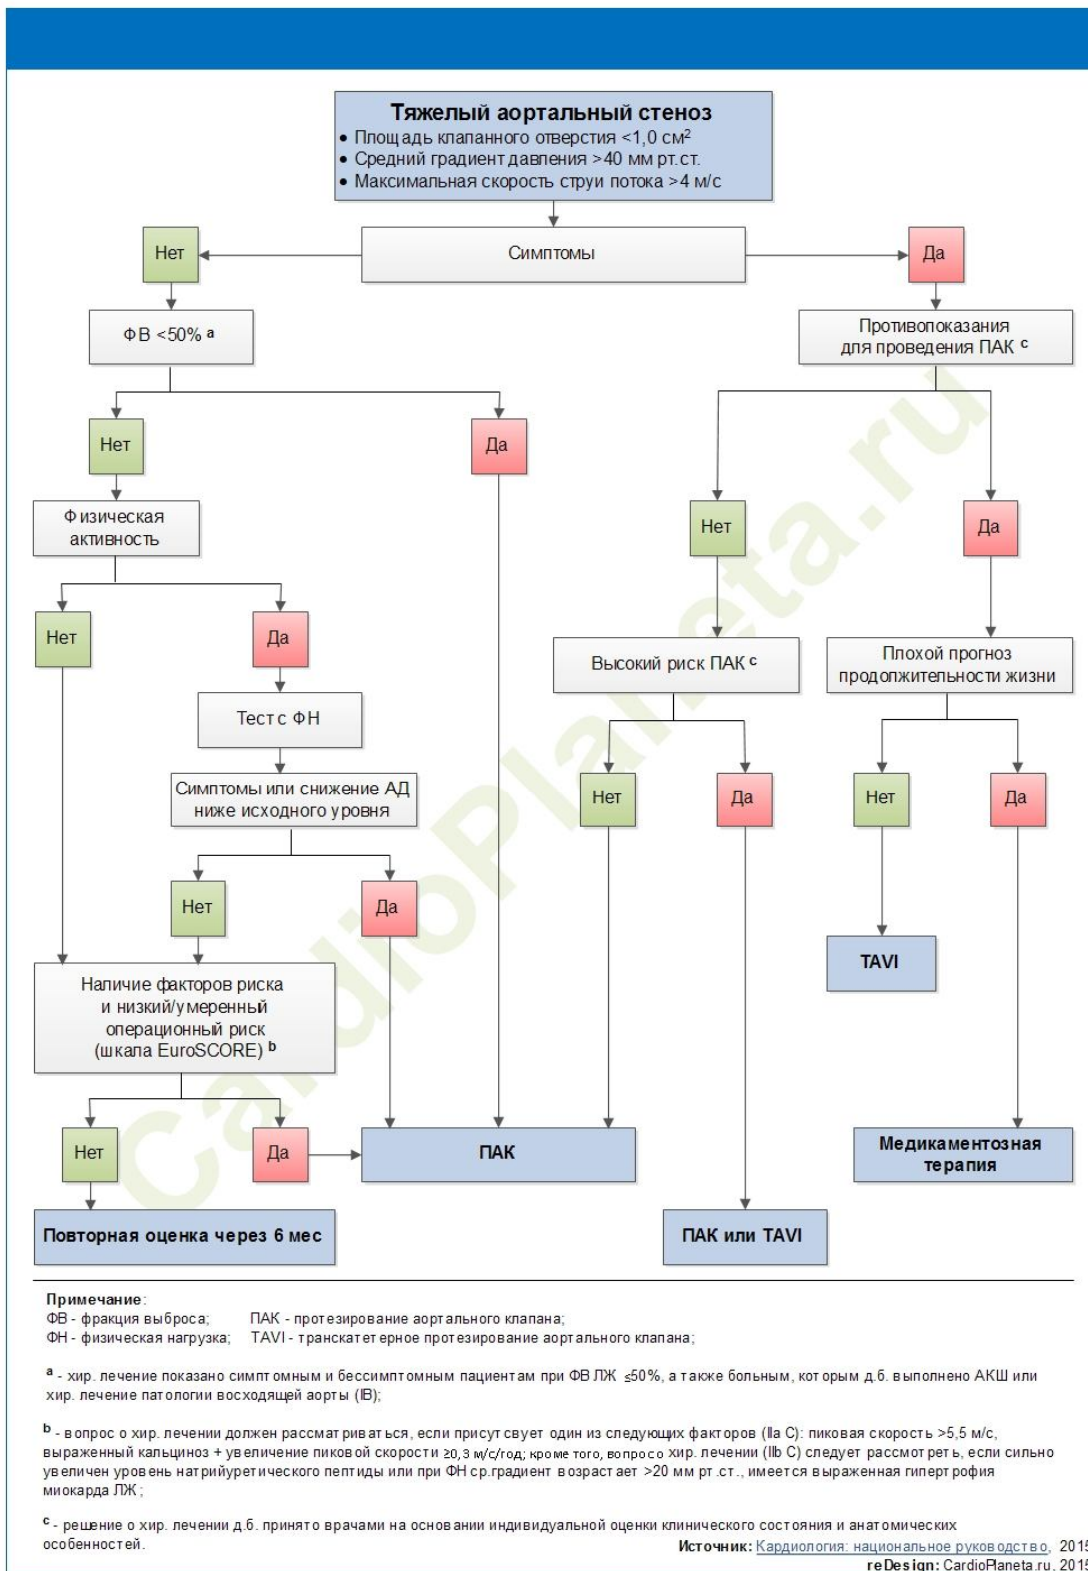 Тяжелый аортальный стеноз
● Площадь клапанного отверстия <1,0 см²
● Средний градиент давления >40 мм рт.ст.
● Максимальная скорость струи потока >4 м/с
Нет
Симптомы
Да
ФВ <50% a
Противопоказания
для проведения ПАК c
Нет
Да
Физическая
активность
Нет
Да
Нет
Да
Тест с ФН
Высокий риск ПАК c
Плохой прогноз
продолжительности жизни
Симптомы или снижение АД
ниже исходного уровня
Нет
Да
Нет
Да
Нет
Да
TAVI
Наличие факторов риска
и низкий/умеренный
операционный риск
(шкала EuroSCORE) b
Нет
Да
ПАК
Медикаментозная
терапия
Повторная оценка через 6 мес
ПАК или TAVI
CardioPlaneta.ru
Примечание:
ФВ - фракция выброса; ПАК - протезирование аортального клапана;
ФН - физическая нагрузка; TAVI - транскатетерное протезирование аортального клапана;
a - хир. лечение показано симптомным и бессимптомным пациентам при ФВ ЛЖ ≤50%, а также больным, которым д.б. выполнено АКШ или
хир. лечение патологии восходящей аорты (IB);
b - вопрос о хир. лечении должен рассматриваться, если присутсвует один из следующих факторов (IIa C): пиковая скорость >5,5 м/с,
выраженный кальциноз + увеличение пиковой скорости ≥0,3 м/с/год; кроме того, вопрос о хир. лечении (IIb C) следует рассмотреть, если сильно
увеличен уровень натрийуретического пептиды или при ФН ср.градиент возрастает >20 мм рт.ст., имеется выраженная гипертрофия
миокарда ЛЖ;
c - решение о хир. лечении д.б. принято врачами на основании индивидуальной оценки клинического состояния и анатомических
особенностей.
Источник: Кардиология: национальное руководство, 2015
reDesign: CardioPlaneta.ru, 2015